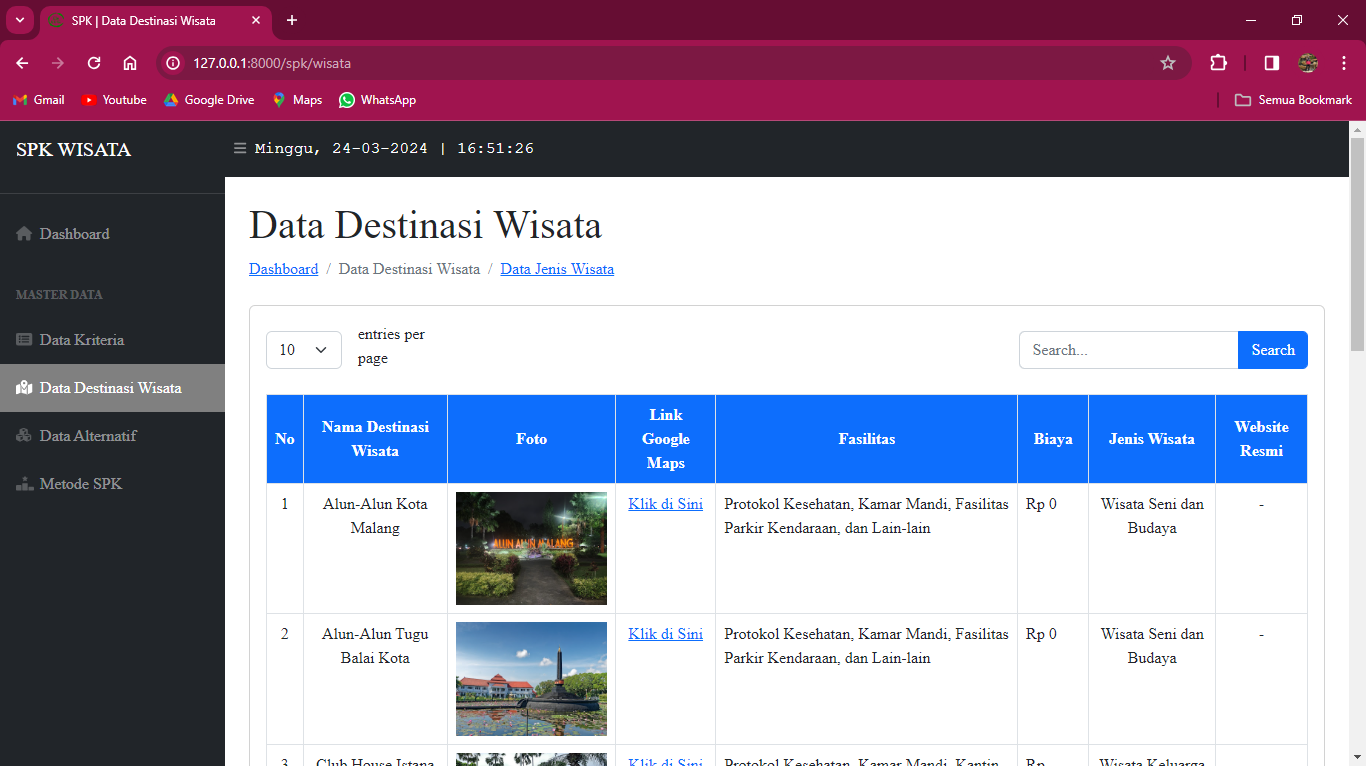 SPK | Data Destinasi Wisata
127.0.0.1:8000/spk/wisata
Gmail
Youtube
Google Drive
Maps
WhatsApp
Semua Bookmark
SPK WISATA
Minggu, 24-03-2024 | 16:51:26
Dashboard
MASTER DATA
Data Kriteria
Data Destinasi Wisata
Data Alternatif
Metode SPK
Data Destinasi Wisata
Dashboard / Data Destinasi Wisata / Data Jenis Wisata
10
entries per
page
Search...
Search
No
Nama Destinasi
Wisata
Foto
Link
Google
Maps
Fasilitas
Biaya
Jenis Wisata
Website
Resmi
1
Alun-Alun Kota
Malang
ALUN ALUN MALANG
Klik di Sini
Protokol Kesehatan, Kamar Mandi, Fasilitas
Parkir Kendaraan, dan Lain-lain
Rp 0
Wisata Seni dan
Budaya
-
2
Alun-Alun Tugu
Balai Kota
Klik di Sini
Protokol Kesehatan, Kamar Mandi, Fasilitas
Parkir Kendaraan, dan Lain-lain
Rp 0
Wisata Seni dan
Budaya
-
3
Club House Istana
Klik di Sini
Protokol Kesehatan, Kamar Mandi, Kantin,
Rp
Wisata Keluarga